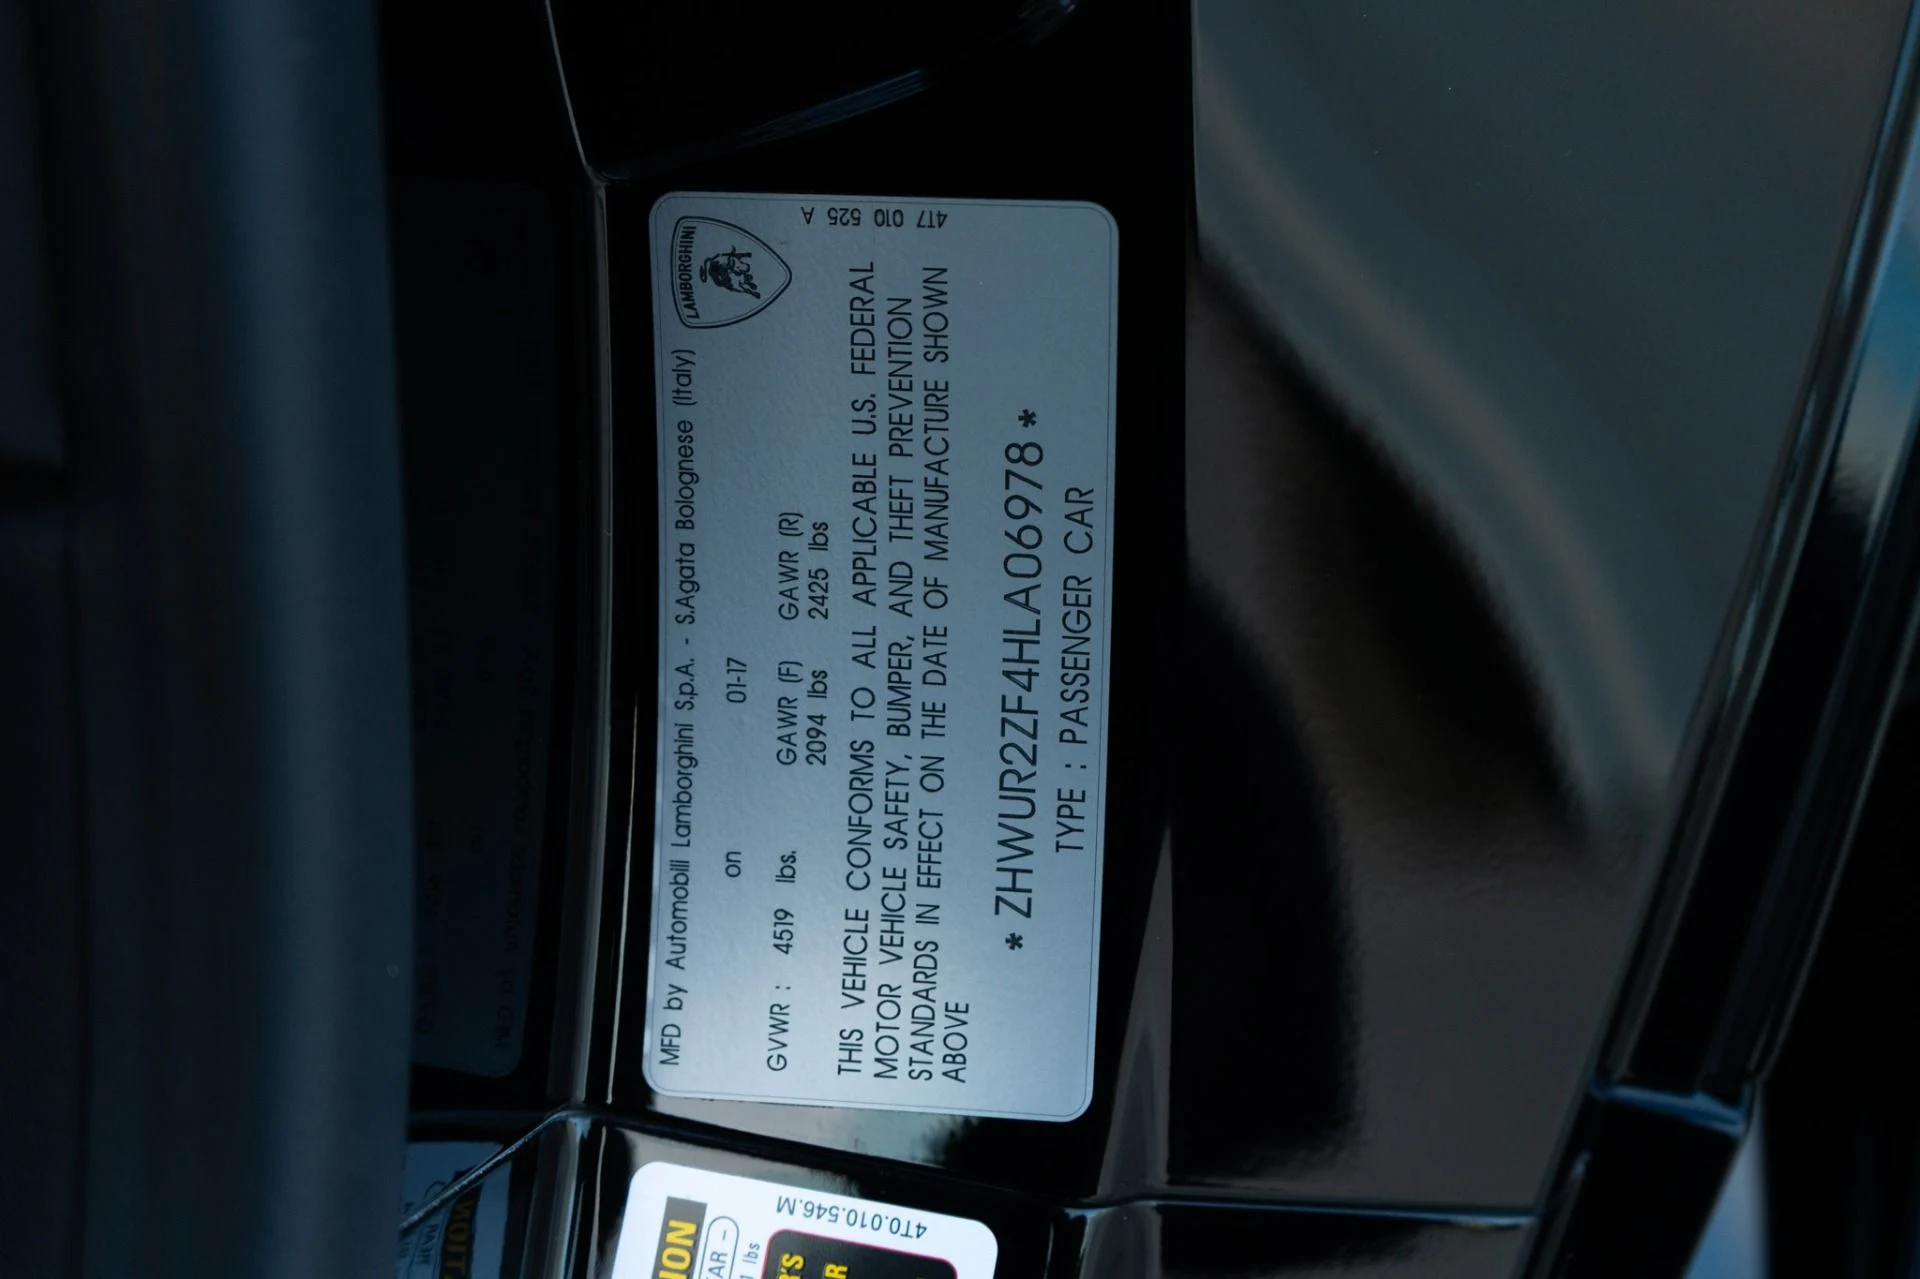 LAMBORGHINI
MFD by Automobili Lamborghini S.p.A. - S.Agata Bolognese (Italy)
on 01-17
GVWR : 4519 lbs. GAWR (F) GAWR (R)
2094 lbs 2425 lbs
THIS VEHICLE CONFORMS TO ALL APPLICABLE U.S. FEDERAL
MOTOR VEHICLE SAFETY, BUMPER, AND THEFT PREVENTION
STANDARDS IN EFFECT ON THE DATE OF MANUFACTURE SHOWN
ABOVE
* ZHWUR2ZF4HLA06978 *
TYPE : PASSENGER CAR
4T7 010 525 A
4T0.010.546.M